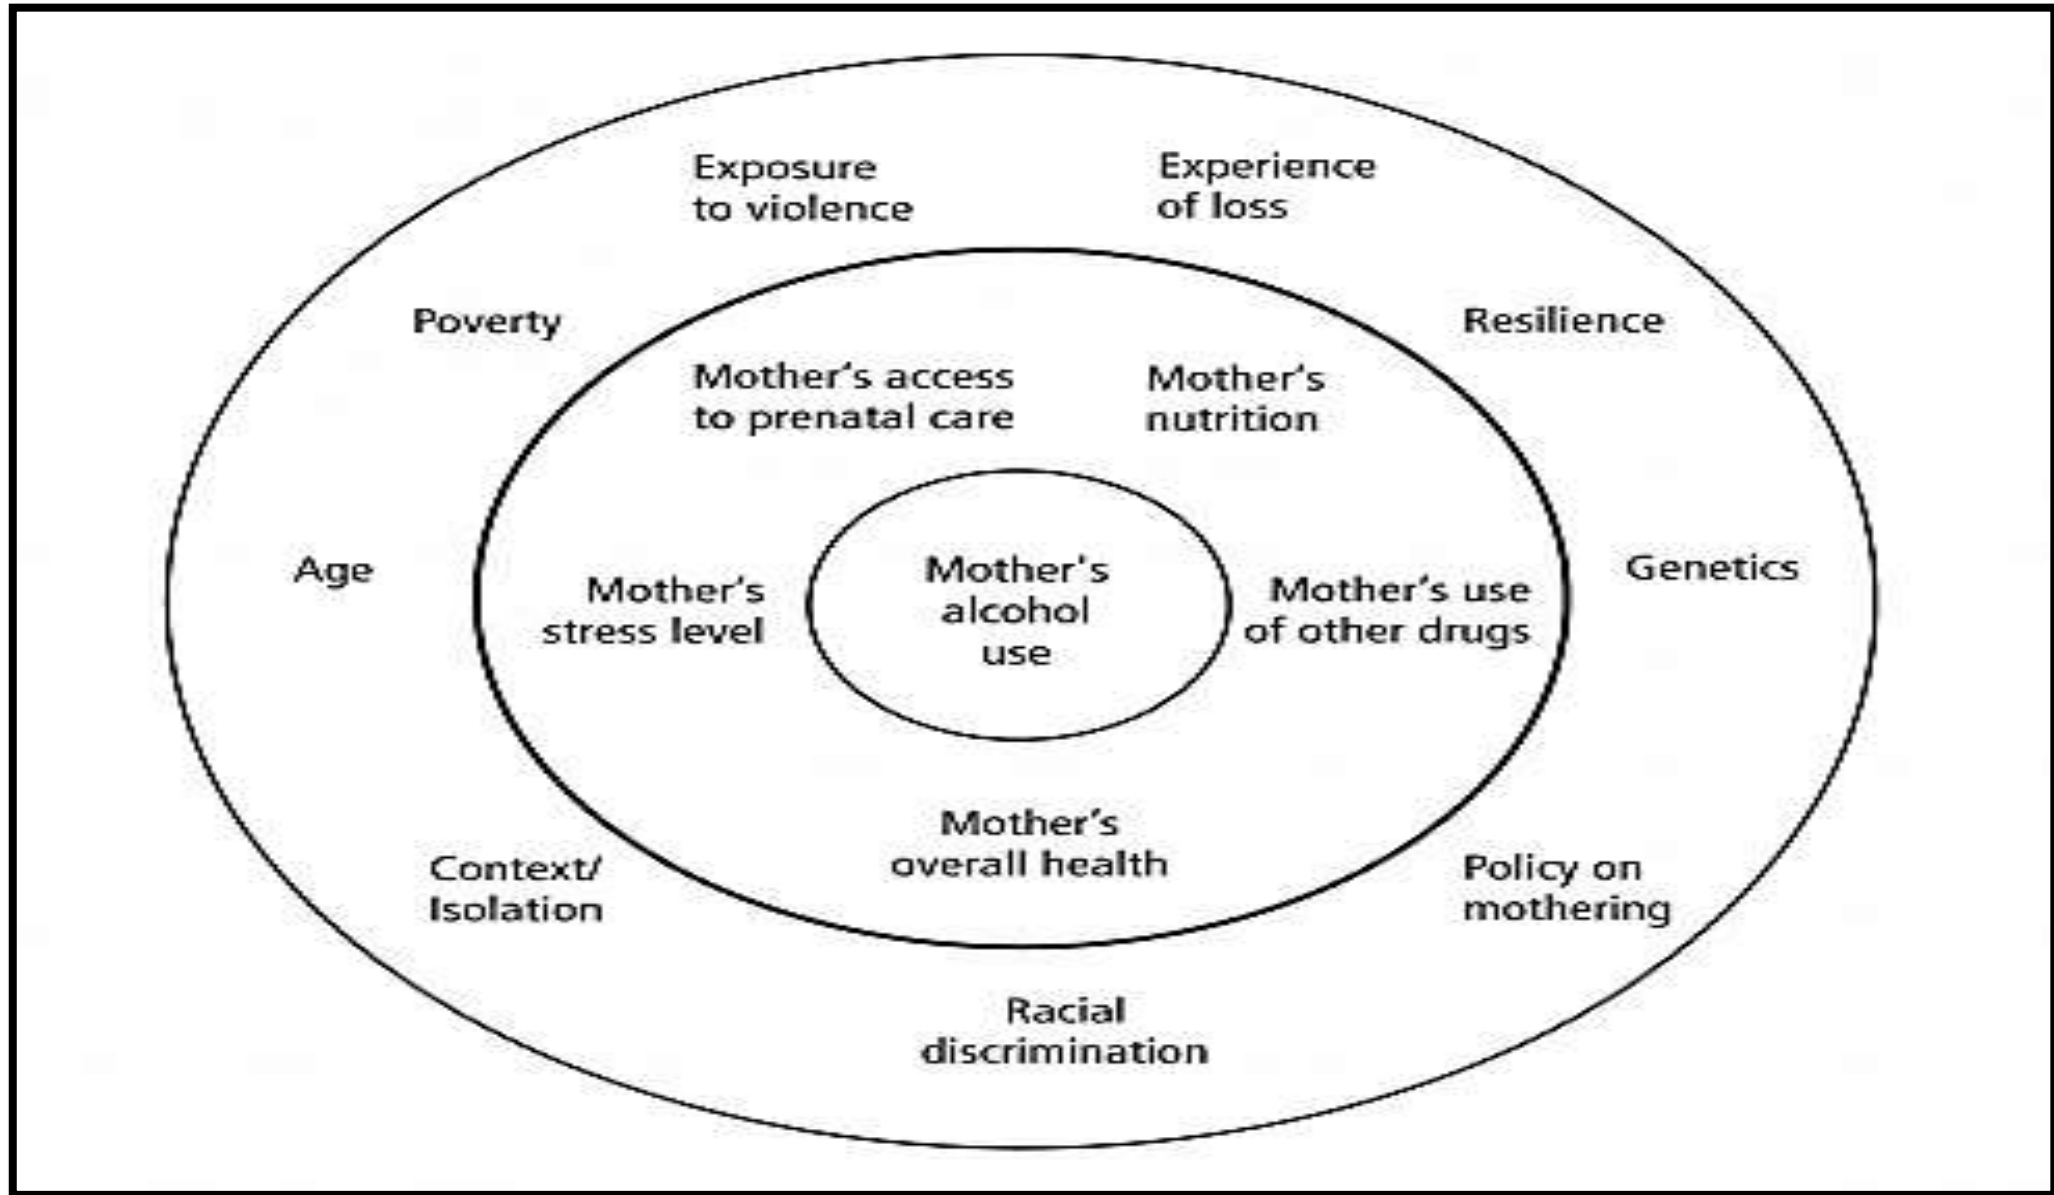 Exposure
to violence
Experience
of loss
Poverty
Resilience
Mother's access
to prenatal care
Mother's
nutrition
Age
Genetics
Mother's
stress level
Mother's
alcohol
use
Mother's use
of other drugs
Mother's
overall health
Context/
Isolation
Policy on
mothering
Racial
discrimination